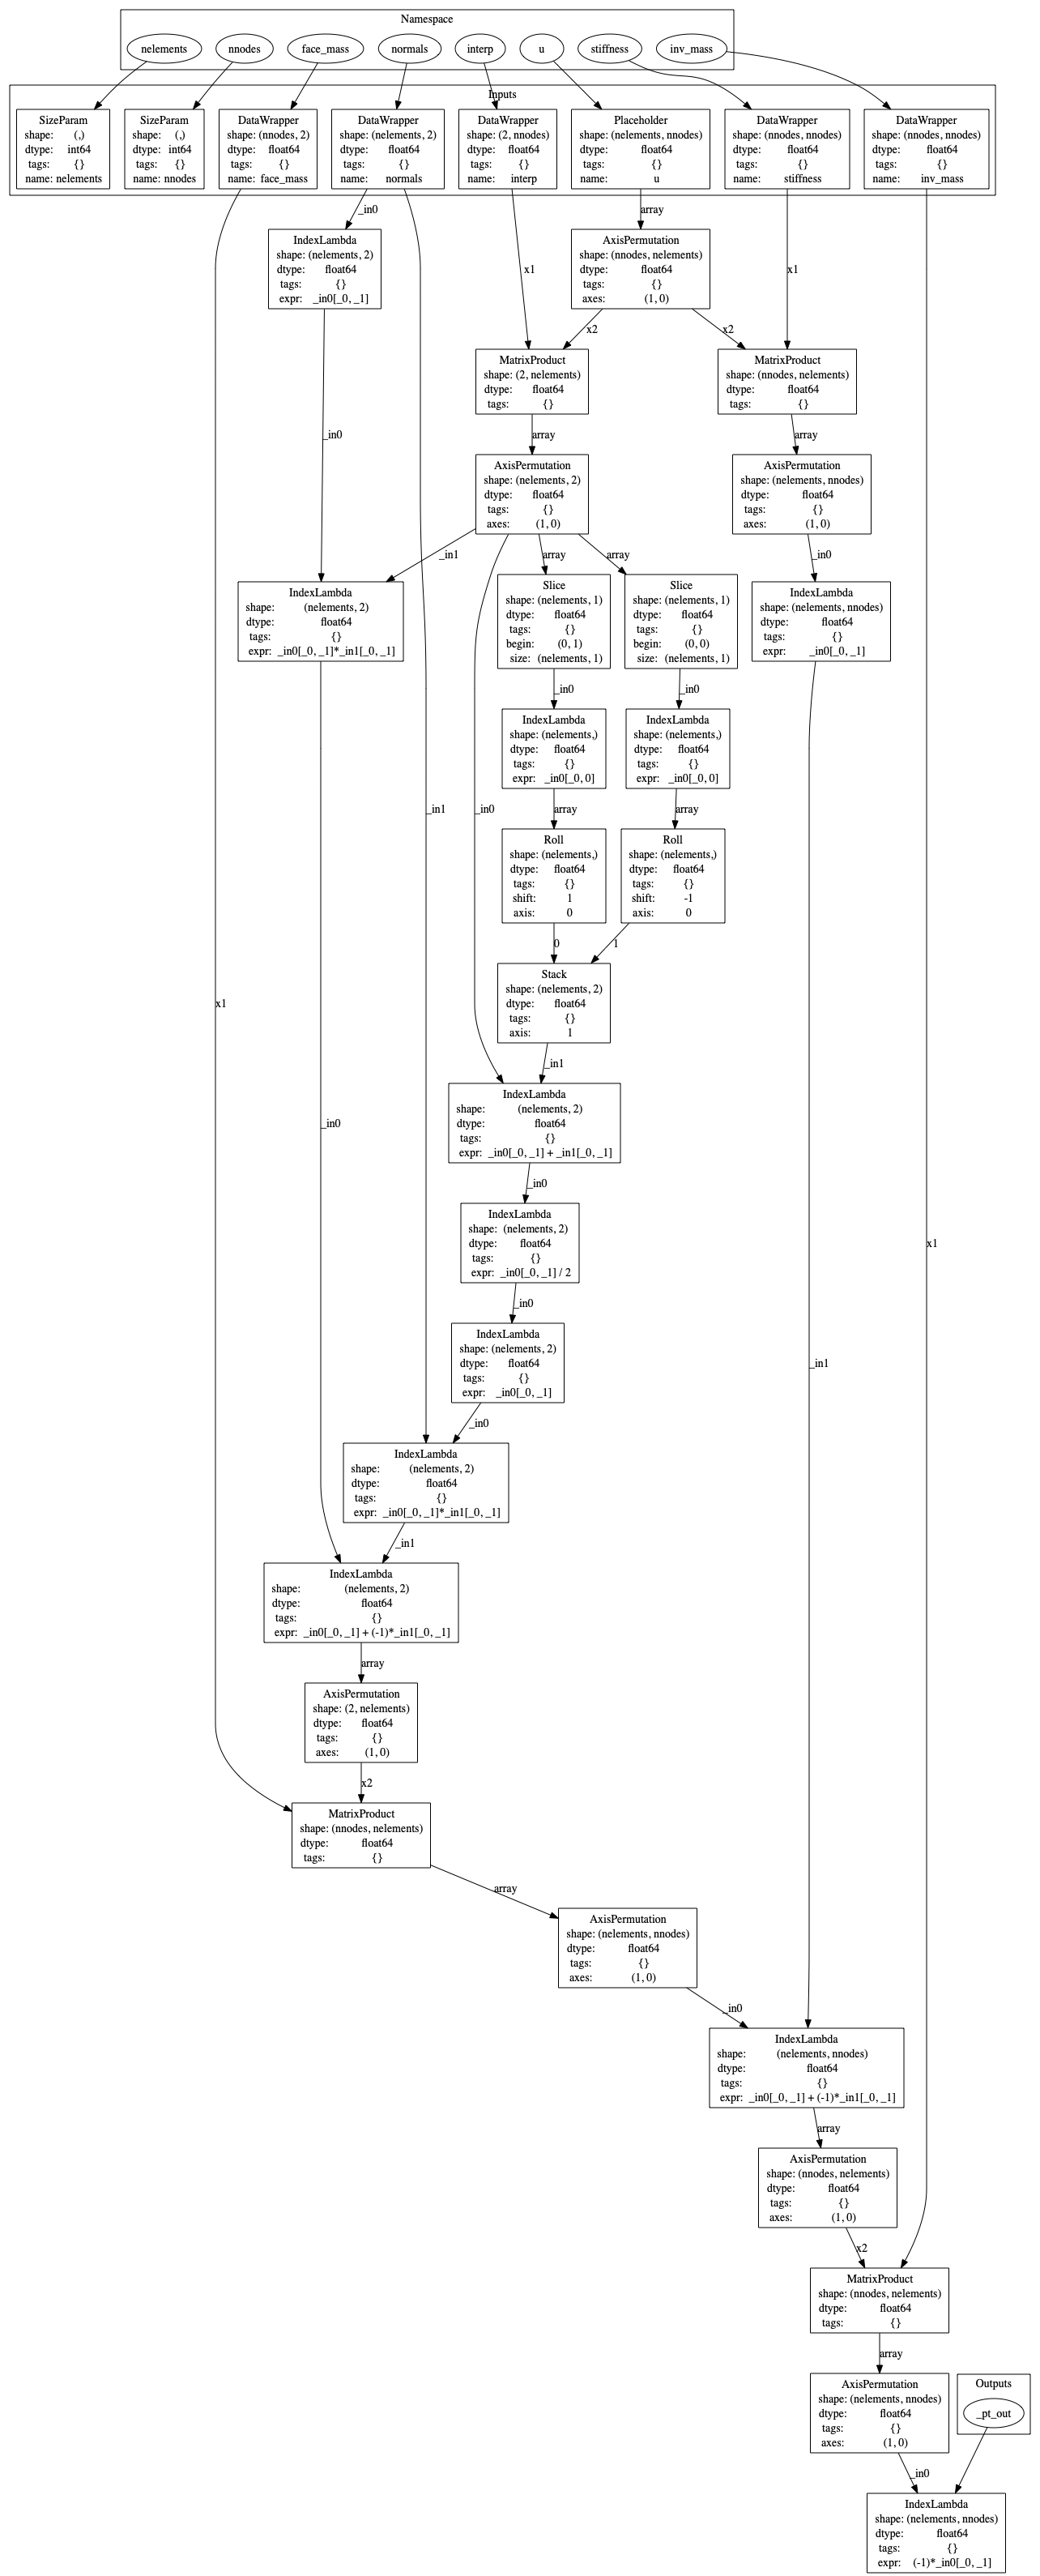 Namespace
nelements
nnodes
face_mass
normals
interp
u
stiffness
inv_mass
Inputs
SizeParam
shape: (,)
dtype: int64
tags: {}
name: nelements
SizeParam
shape: (,)
dtype: int64
tags: {}
name: nnodes
DataWrapper
shape: (nnodes, 2)
dtype: float64
tags: {}
name: face_mass
DataWrapper
shape: (nelements, 2)
dtype: float64
tags: {}
name: normals
DataWrapper
shape: (2, nnodes)
dtype: float64
tags: {}
name: interp
Placeholder
shape: (nelements, nnodes)
dtype: float64
tags: {}
name: u
DataWrapper
shape: (nnodes, nnodes)
dtype: float64
tags: {}
name: stiffness
DataWrapper
shape: (nnodes, nnodes)
dtype: float64
tags: {}
name: inv_mass
_in0
array
IndexLambda
shape: (nelements, 2)
dtype: float64
tags: {}
expr: _in0[_0, _1]
x1
AxisPermutation
shape: (nnodes, nelements)
dtype: float64
tags: {}
axes: (1, 0)
x1
x2
x2
MatrixProduct
shape: (2, nelements)
dtype: float64
tags: {}
MatrixProduct
shape: (nnodes, nelements)
dtype: float64
tags: {}
_in0
array
array
AxisPermutation
shape: (nelements, 2)
dtype: float64
tags: {}
axes: (1, 0)
AxisPermutation
shape: (nelements, nnodes)
dtype: float64
tags: {}
axes: (1, 0)
_in1
array
array
_in0
IndexLambda
shape: (nelements, 2)
dtype: float64
tags: {}
expr: _in0[_0, _1]*_in1[_0, _1]
Slice
shape: (nelements, 1)
dtype: float64
tags: {}
begin: (0, 1)
size: (nelements, 1)
Slice
shape: (nelements, 1)
dtype: float64
tags: {}
begin: (0, 0)
size: (nelements, 1)
IndexLambda
shape: (nelements, nnodes)
dtype: float64
tags: {}
expr: _in0[_0, _1]
_in0
_in0
IndexLambda
shape: (nelements,)
dtype: float64
tags: {}
expr: _in0[_0, 0]
IndexLambda
shape: (nelements,)
dtype: float64
tags: {}
expr: _in0[_0, 0]
_in1
_in0
array
array
Roll
shape: (nelements,)
dtype: float64
tags: {}
shift: 1
axis: 0
Roll
shape: (nelements,)
dtype: float64
tags: {}
shift: -1
axis: 0
0
1
x1
Stack
shape: (nelements, 2)
dtype: float64
tags: {}
axis: 1
_in1
_in0
IndexLambda
shape: (nelements, 2)
dtype: float64
tags: {}
expr: _in0[_0, _1] + _in1[_0, _1]
_in0
IndexLambda
shape: (nelements, 2)
dtype: float64
tags: {}
expr: _in0[_0, _1] / 2
x1
_in0
IndexLambda
shape: (nelements, 2)
dtype: float64
tags: {}
expr: _in0[_0, _1]
_in1
_in0
IndexLambda
shape: (nelements, 2)
dtype: float64
tags: {}
expr: _in0[_0, _1]*_in1[_0, _1]
_in1
IndexLambda
shape: (nelements, 2)
dtype: float64
tags: {}
expr: _in0[_0, _1] + (-1)*_in1[_0, _1]
array
AxisPermutation
shape: (2, nelements)
dtype: float64
tags: {}
axes: (1, 0)
x2
MatrixProduct
shape: (nnodes, nelements)
dtype: float64
tags: {}
array
AxisPermutation
shape: (nelements, nnodes)
dtype: float64
tags: {}
axes: (1, 0)
_in0
IndexLambda
shape: (nelements, nnodes)
dtype: float64
tags: {}
expr: _in0[_0, _1] + (-1)*_in1[_0, _1]
array
AxisPermutation
shape: (nnodes, nelements)
dtype: float64
tags: {}
axes: (1, 0)
x2
MatrixProduct
shape: (nnodes, nelements)
dtype: float64
tags: {}
array
AxisPermutation
shape: (nelements, nnodes)
dtype: float64
tags: {}
axes: (1, 0)
Outputs
_pt_out
_in0
IndexLambda
shape: (nelements, nnodes)
dtype: float64
tags: {}
expr: (-1)*_in0[_0, _1]